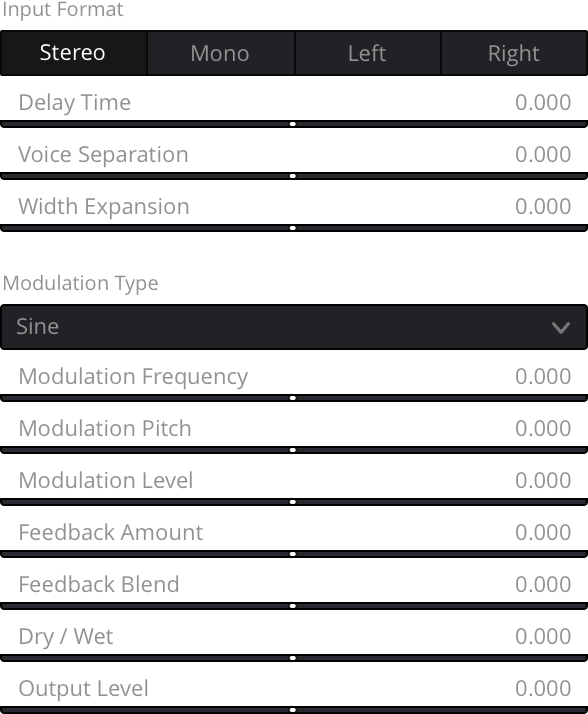 Input Format
Stereo Mono Left Right
Delay Time 0.000
Voice Separation 0.000
Width Expansion 0.000
Modulation Type
Sine
Modulation Frequency 0.000
Modulation Pitch 0.000
Modulation Level 0.000
Feedback Amount 0.000
Feedback Blend 0.000
Dry / Wet 0.000
Output Level 0.000